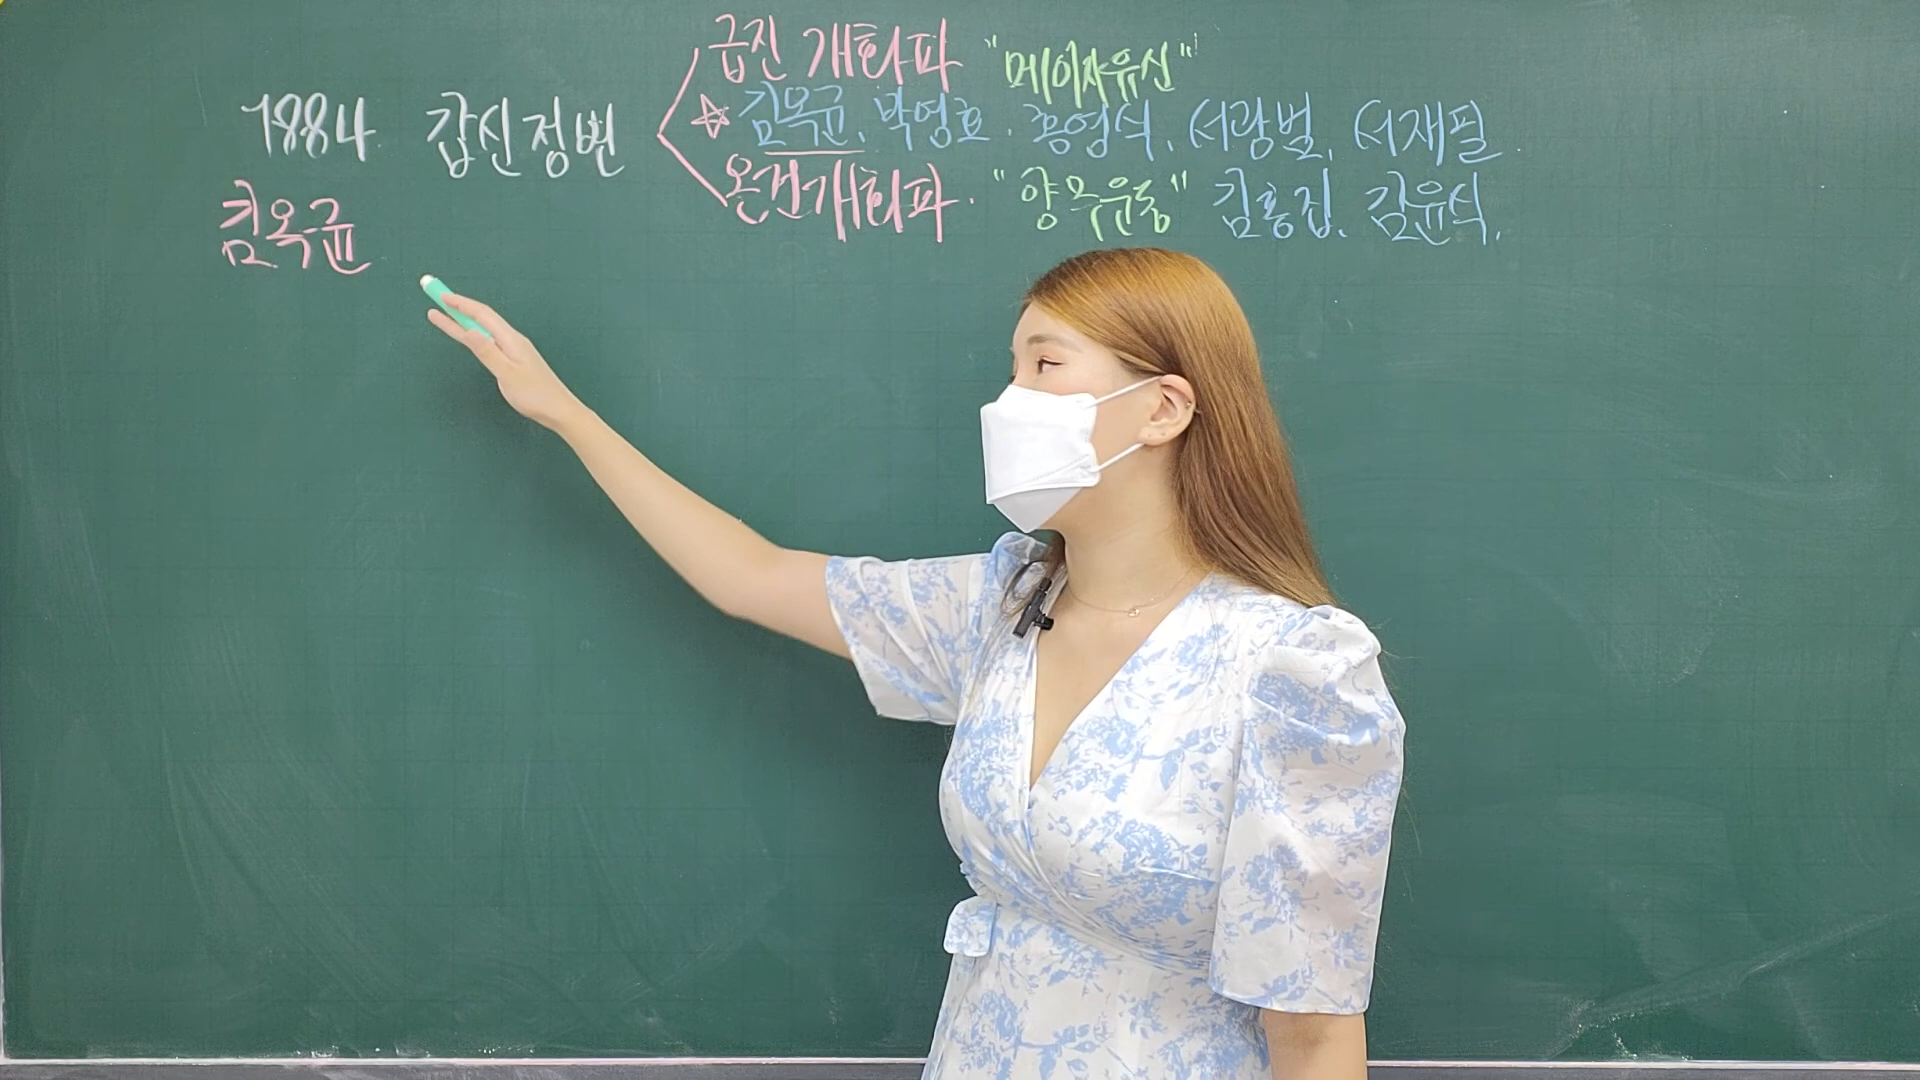 급진 개화파 "메이지유신"
1884 갑신정변
☆ 김옥균, 박영효, 홍영식, 서광범, 서재필.
온건개화파. "양무운동" 김홍집, 김윤식,
김옥균